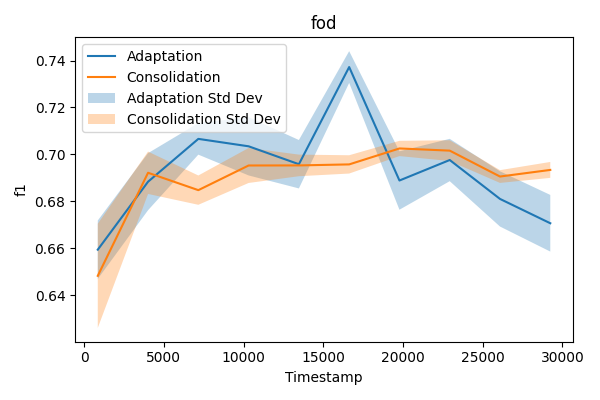 fod
Adaptation
Consolidation
Adaptation Std Dev
Consolidation Std Dev
f1
0.74
0.72
0.70
0.68
0.66
0.64
0 5000 10000 15000 20000 25000 30000
Timestamp